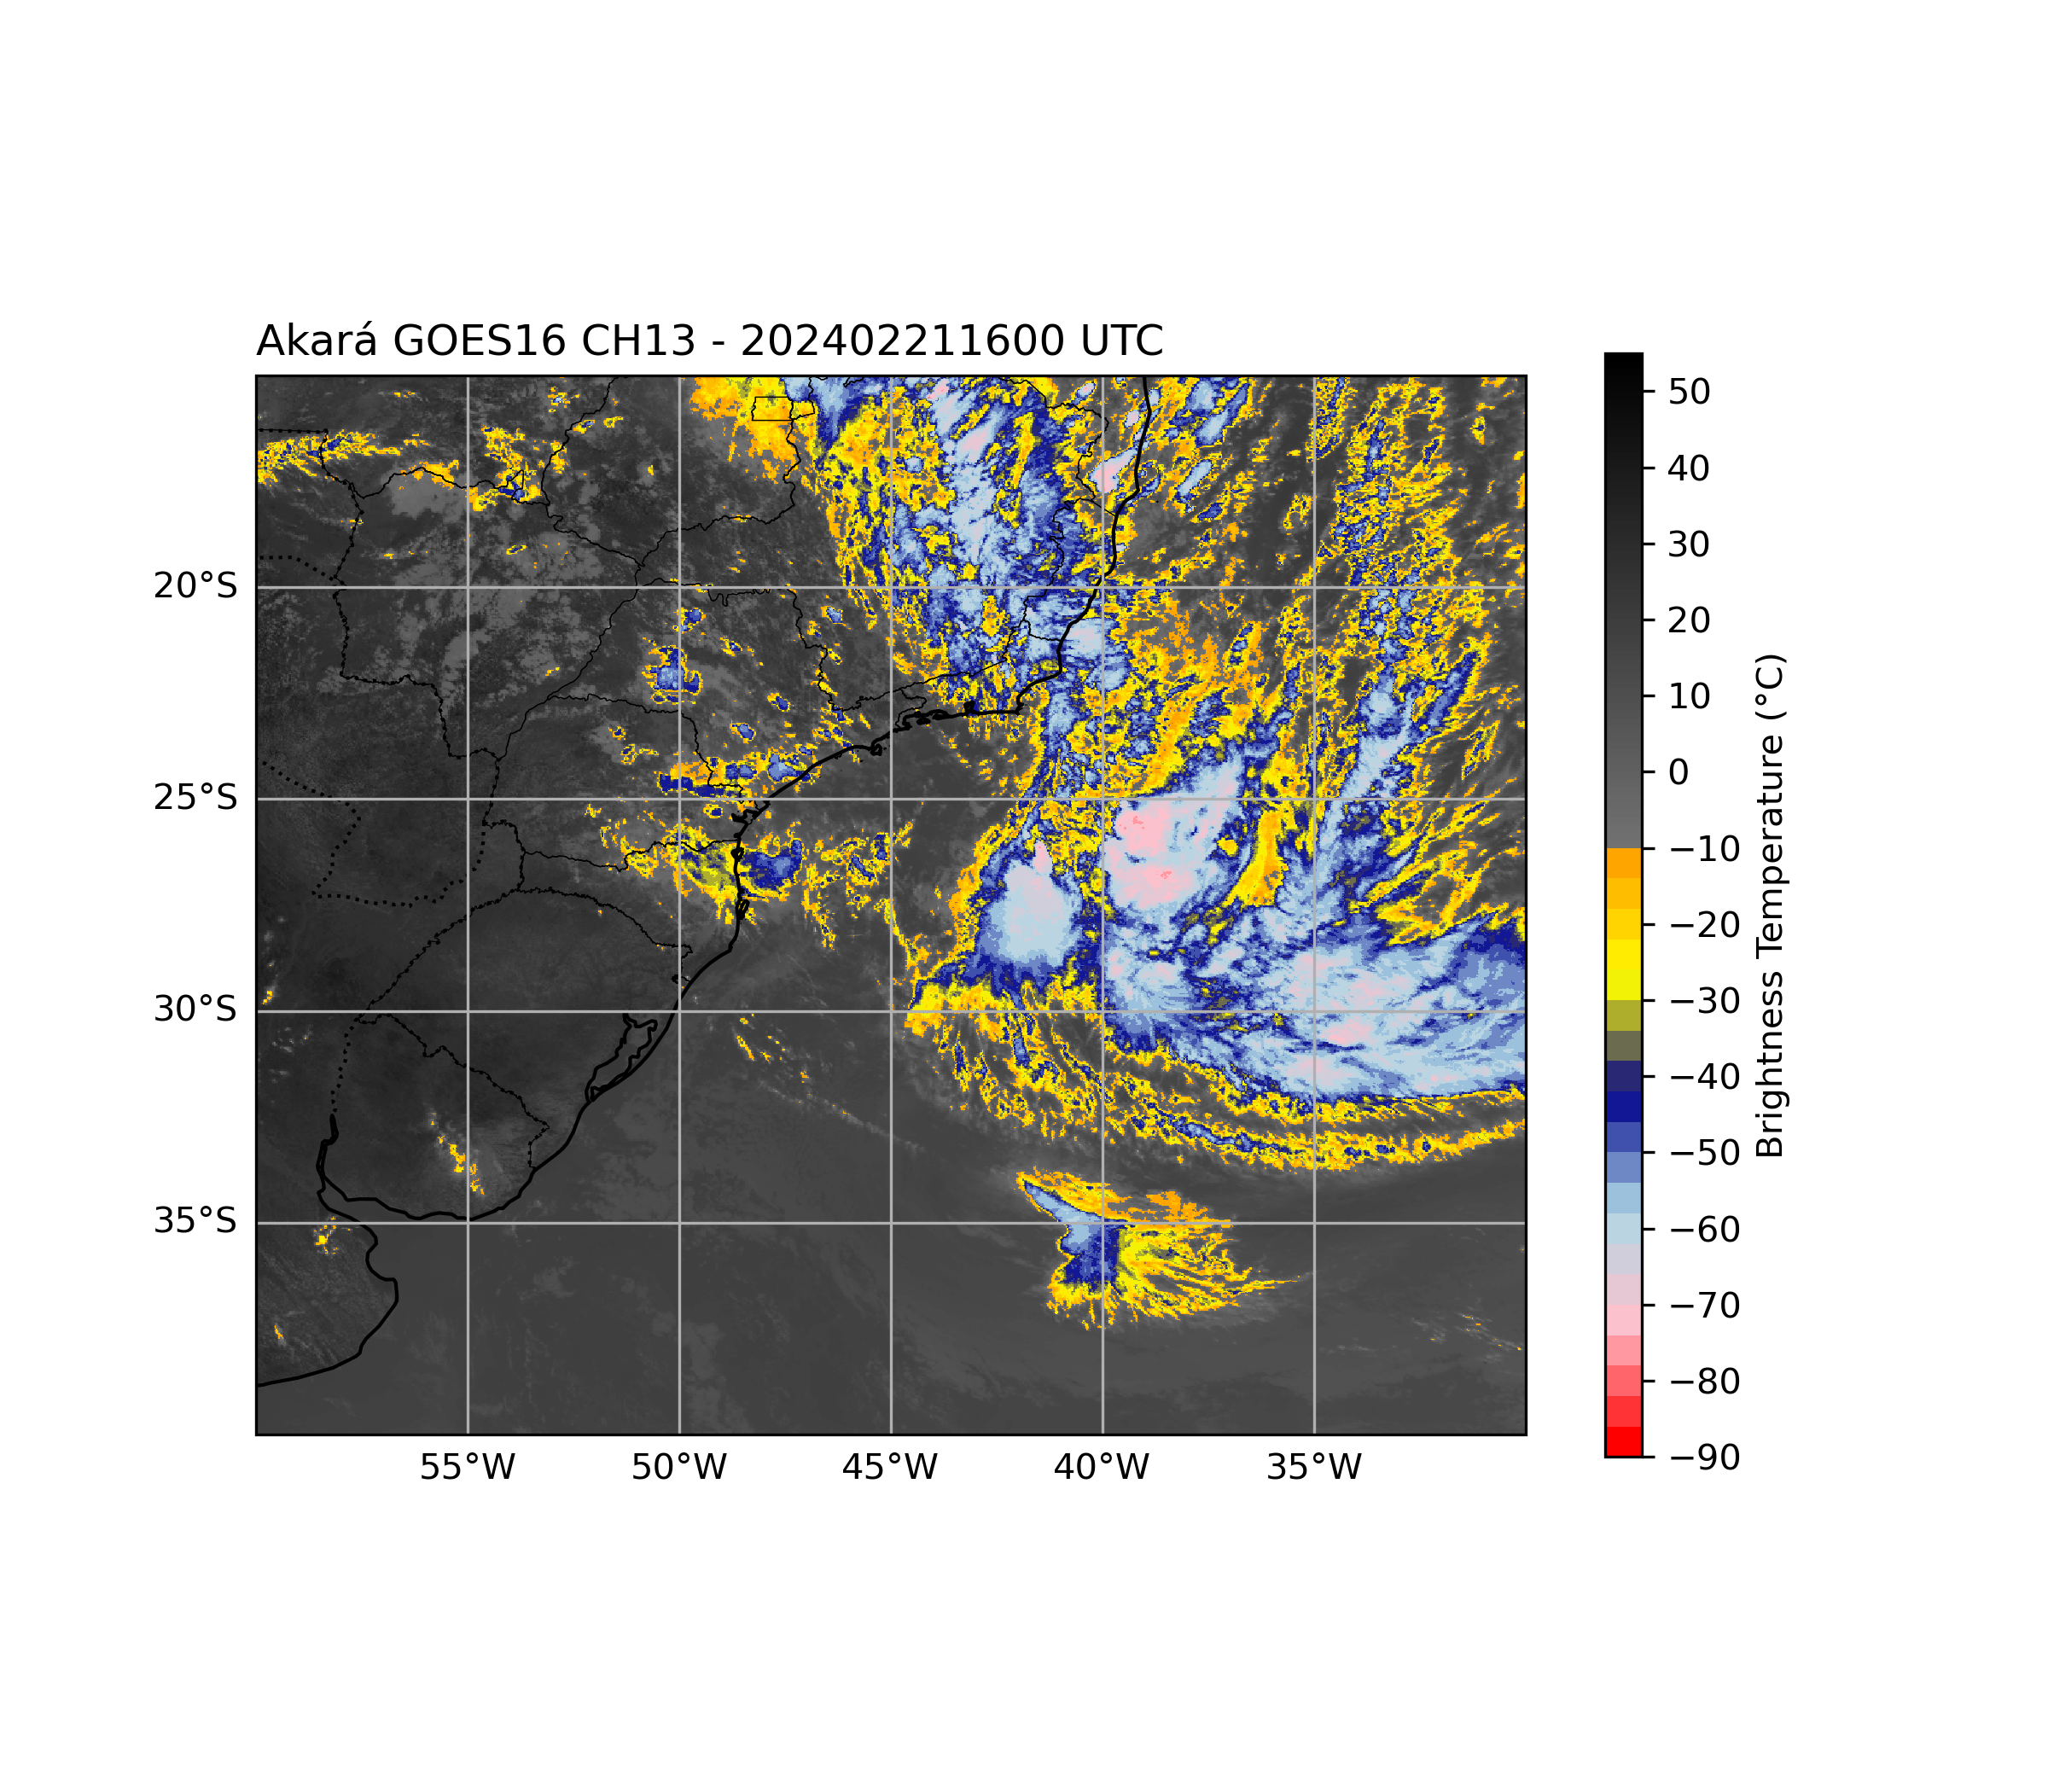 Akará GOES16 CH13 - 202402211600 UTC
20°S
25°S
30°S
35°S
55°W
50°W
45°W
40°W
35°W
50
40
30
20
10
0
−10
−20
−30
−40
−50
−60
−70
−80
−90
Brightness Temperature (°C)